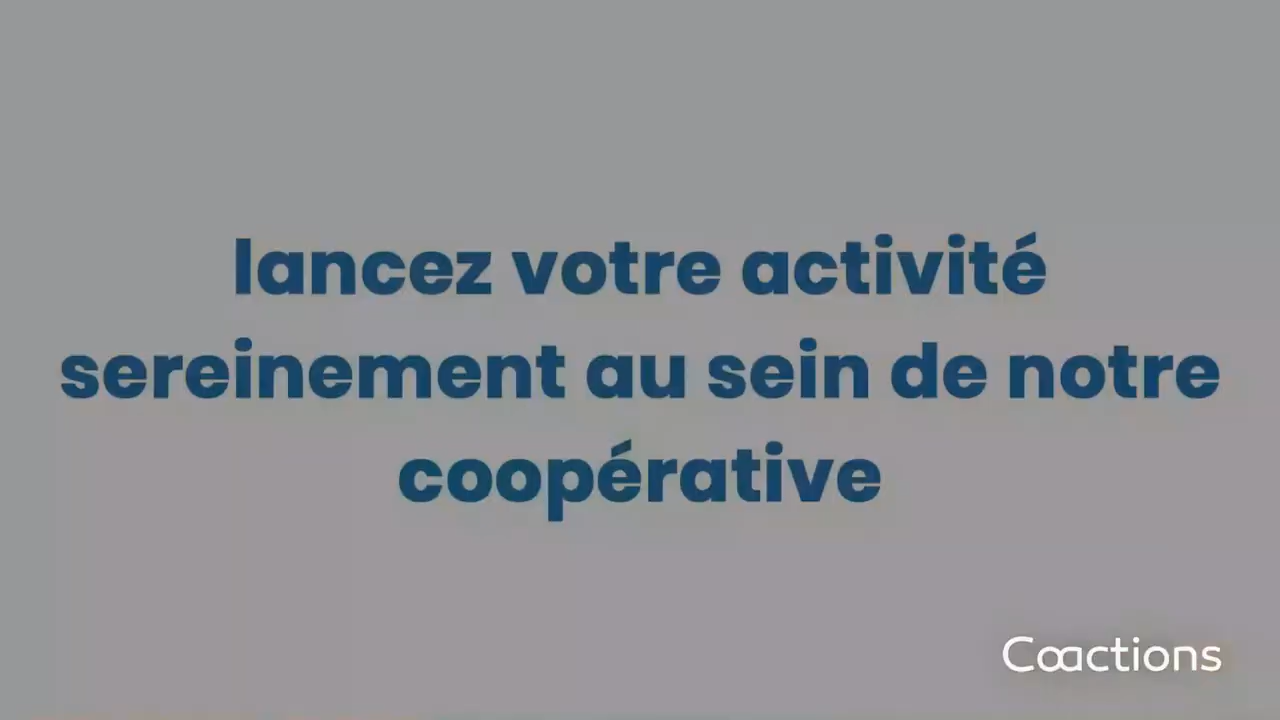 lancez votre activité
sereinement au sein de notre
coopérative
Coactions